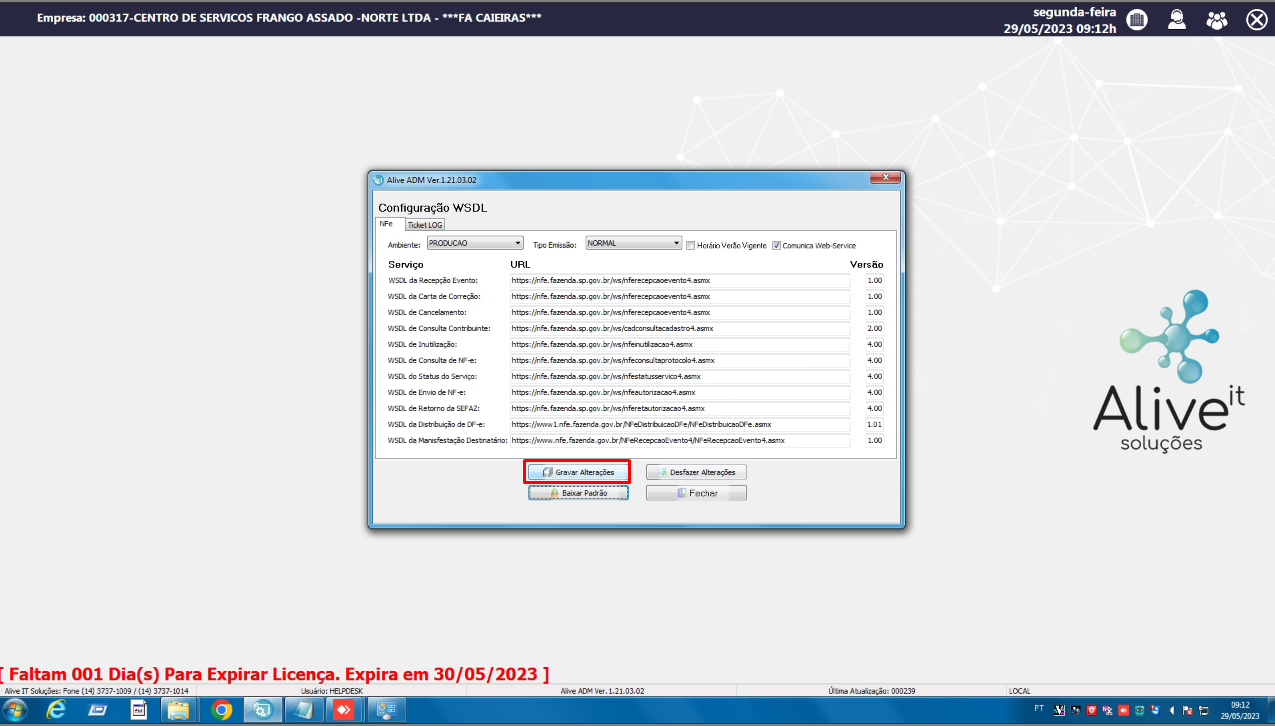 Empresa: 000317-CENTRO DE SERVICOS FRANGO ASSADO -NORTE LTDA - ***FA CAIEIRAS***
segunda-feira
29/05/2023 09:12h
Alive ADM Ver.1.21.03.02
X
Configuração WSDL
NFe Ticket LOG
Ambiente: PRODUCAO Tipo Emissão: NORMAL Horário Verão Vigente Comunica Web-Service
Serviço URL Versão
WSDL da Recepção Evento: https://nfe.fazenda.sp.gov.br/ws/nferecepcaoevento4.asmx 1.00
WSDL da Carta de Correção: https://nfe.fazenda.sp.gov.br/ws/nferecepcaoevento4.asmx 1.00
WSDL de Cancelamento: https://nfe.fazenda.sp.gov.br/ws/nferecepcaoevento4.asmx 1.00
WSDL de Consulta Contribuinte: https://nfe.fazenda.sp.gov.br/ws/cadconsultacadastro4.asmx 2.00
WSDL de Inutilização: https://nfe.fazenda.sp.gov.br/ws/nfeinutilizacao4.asmx 4.00
WSDL de Consulta de NF-e: https://nfe.fazenda.sp.gov.br/ws/nfeconsultaprotocolo4.asmx 4.00
WSDL do Status do Serviço: https://nfe.fazenda.sp.gov.br/ws/nfestatusservico4.asmx 4.00
WSDL de Envio de NF-e: https://nfe.fazenda.sp.gov.br/ws/nfeautorizacao4.asmx 4.00
WSDL de Retorno da SEFAZ: https://nfe.fazenda.sp.gov.br/ws/nferetautorizacao4.asmx 4.00
WSDL da Distribuição de DF-e: https://www1.nfe.fazenda.gov.br/NFeDistribuicaoDFe/NFeDistribuicaoDFe.asmx 1.01
WSDL da Manisfestação Destinatário: https://www.nfe.fazenda.gov.br/NFeRecepcaoEvento4/NFeRecepcaoEvento4.asmx 1.00
Gravar Alterações Desfazer Alterações
Baixar Padrão Fechar
Alive it
soluções
[ Faltam 001 Dia(s) Para Expirar Licença. Expira em 30/05/2023 ]
Alive IT Soluções: Fone (14) 3737-1009 / (14) 3737-1014 Usuário: HELPDESK Alive ADM Ver. 1.21.03.02 Última Atualização: 000239 LOCAL
PT 09:12
29/05/2023